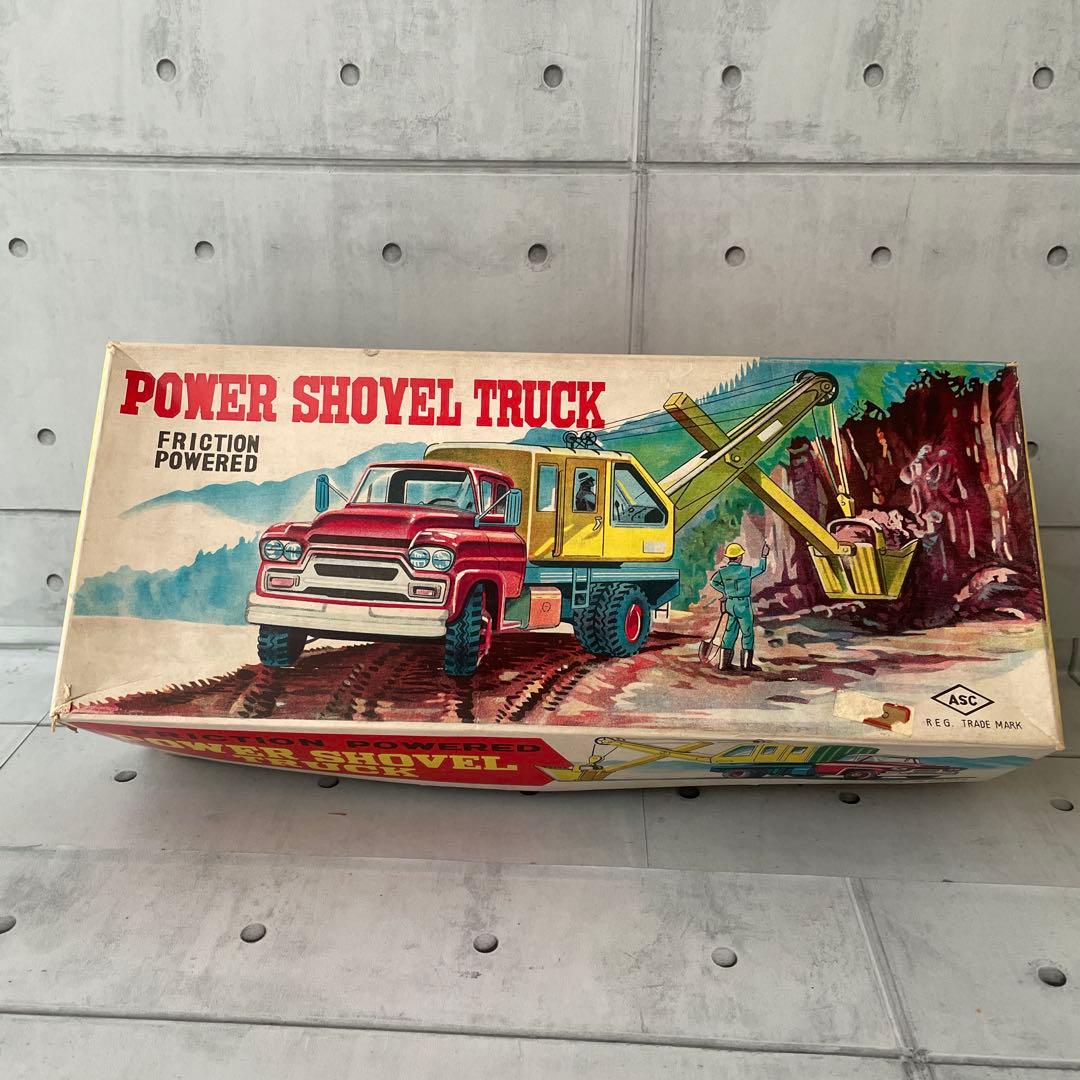 POWER SHOVEL TRUCK
FRICTION
POWERED
ASC
REG. TRADE MARK
FRICTION POWERED
POWER SHOVEL
TRUCK